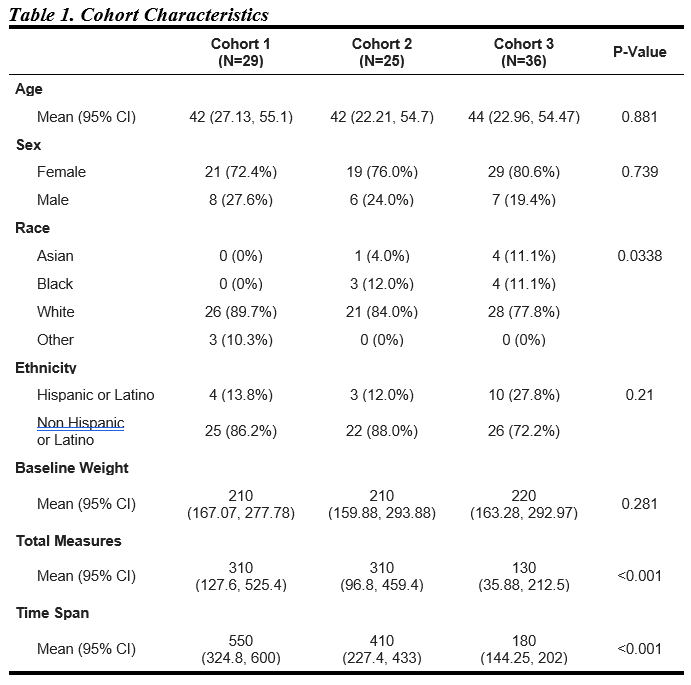 Table 1. Cohort Characteristics
Cohort 1 (N=29) Cohort 2 (N=25) Cohort 3 (N=36) P-Value
Age
Mean (95% CI) 42 (27.13, 55.1) 42 (22.21, 54.7) 44 (22.96, 54.47) 0.881
Sex
Female 21 (72.4%) 19 (76.0%) 29 (80.6%) 0.739
Male 8 (27.6%) 6 (24.0%) 7 (19.4%)
Race
Asian 0 (0%) 1 (4.0%) 4 (11.1%) 0.0338
Black 0 (0%) 3 (12.0%) 4 (11.1%)
White 26 (89.7%) 21 (84.0%) 28 (77.8%)
Other 3 (10.3%) 0 (0%) 0 (0%)
Ethnicity
Hispanic or Latino 4 (13.8%) 3 (12.0%) 10 (27.8%) 0.21
Non Hispanic or Latino 25 (86.2%) 22 (88.0%) 26 (72.2%)
Baseline Weight
Mean (95% CI) 210 (167.07, 277.78) 210 (159.88, 293.88) 220 (163.28, 292.97) 0.281
Total Measures
Mean (95% CI) 310 (127.6, 525.4) 310 (96.8, 459.4) 130 (35.88, 212.5) <0.001
Time Span
Mean (95% CI) 550 (324.8, 600) 410 (227.4, 433) 180 (144.25, 202) <0.001